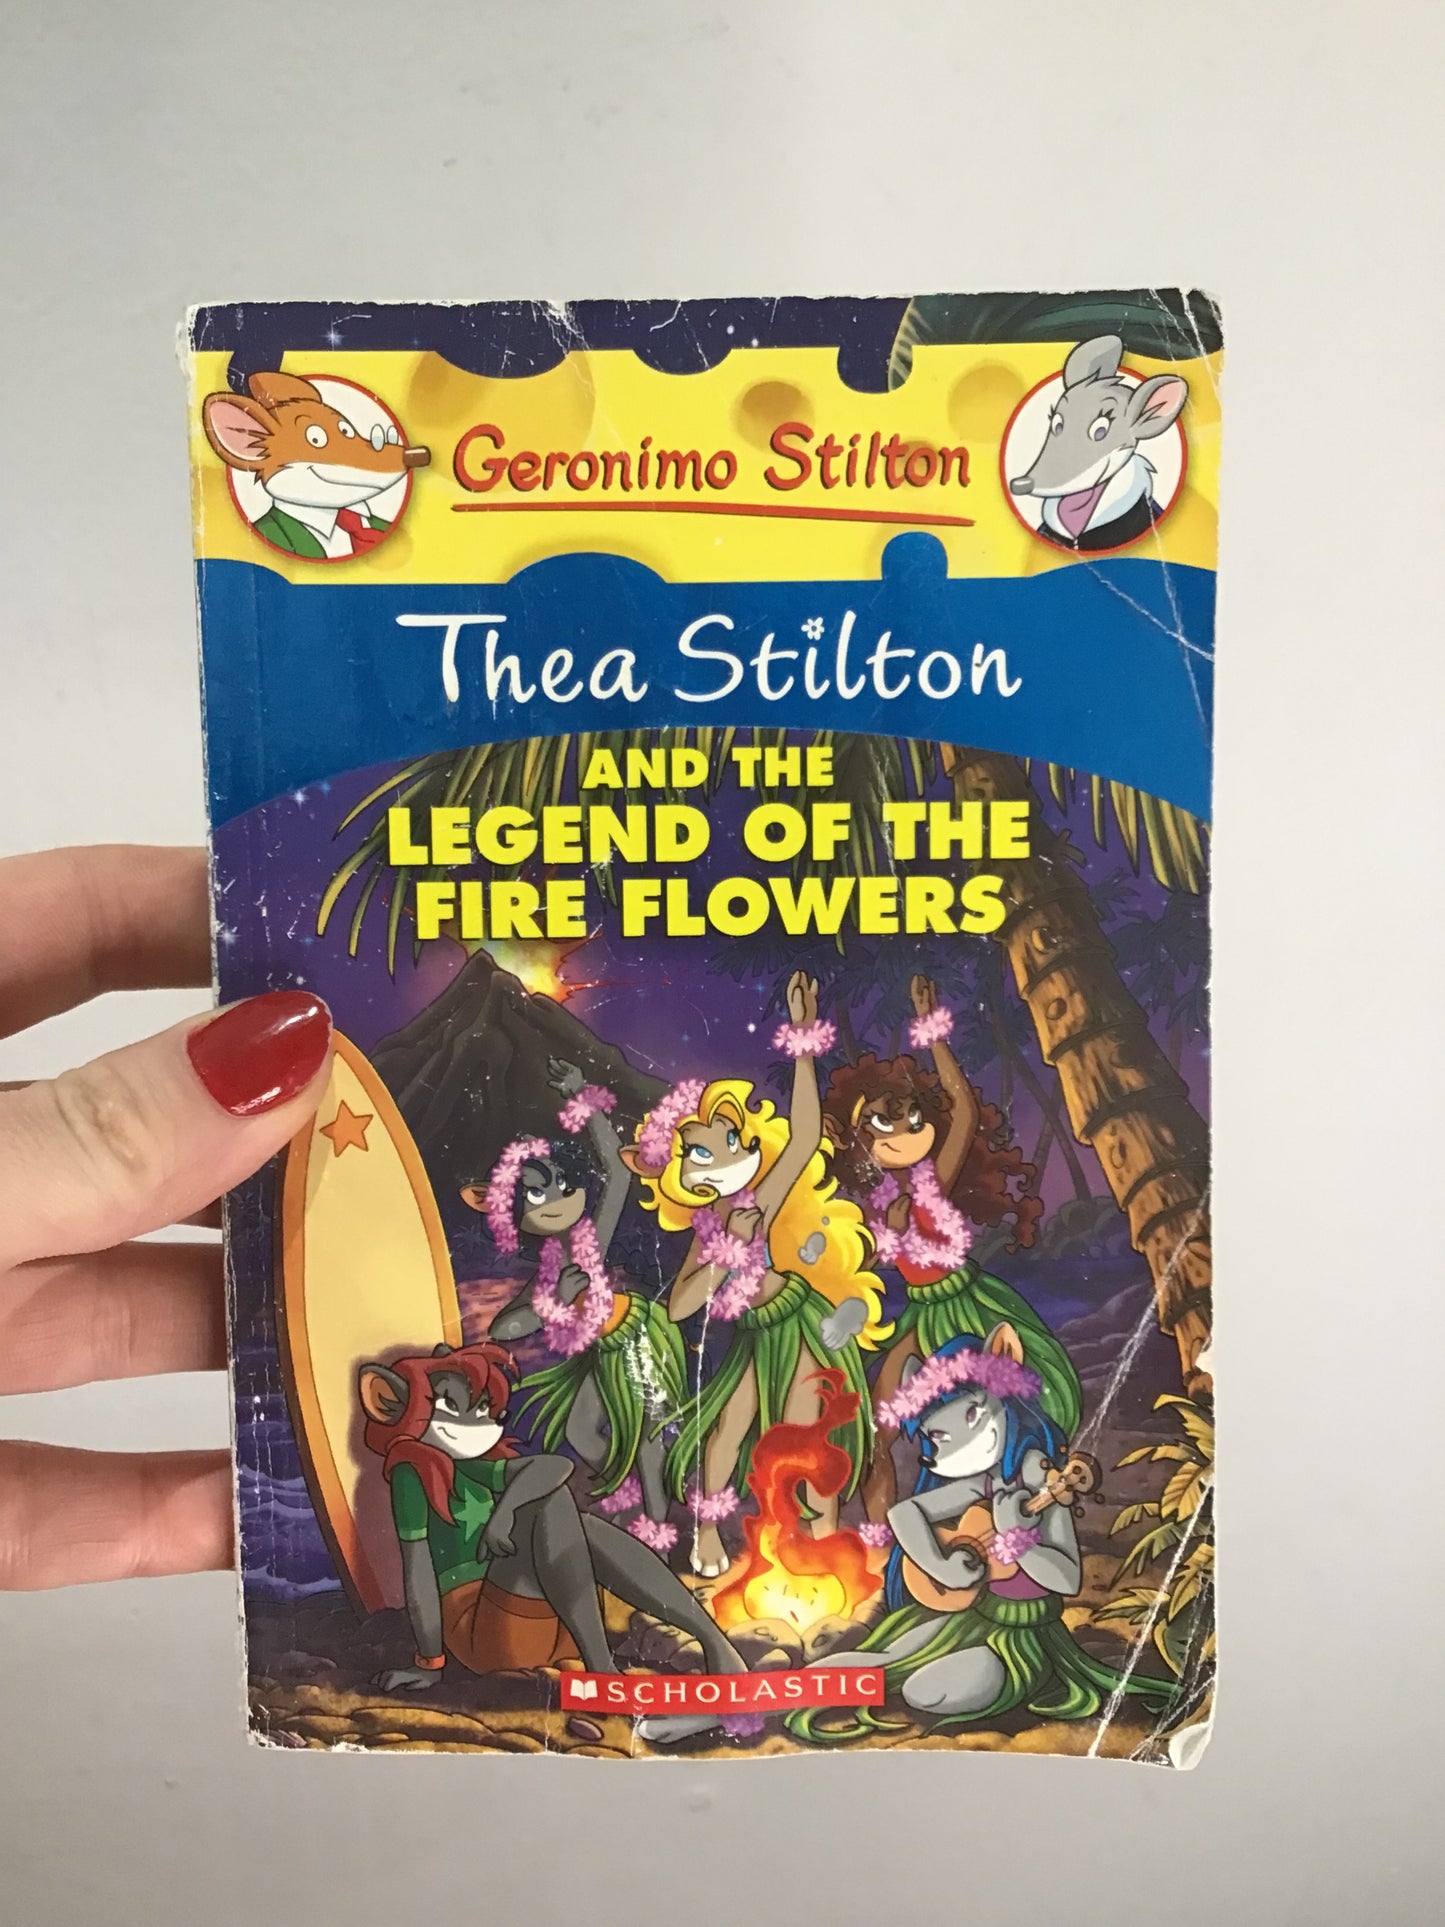 Geronimo Stilton
Thea Stilton
AND THE
LEGEND OF THE
FIRE FLOWERS
SCHOLASTIC